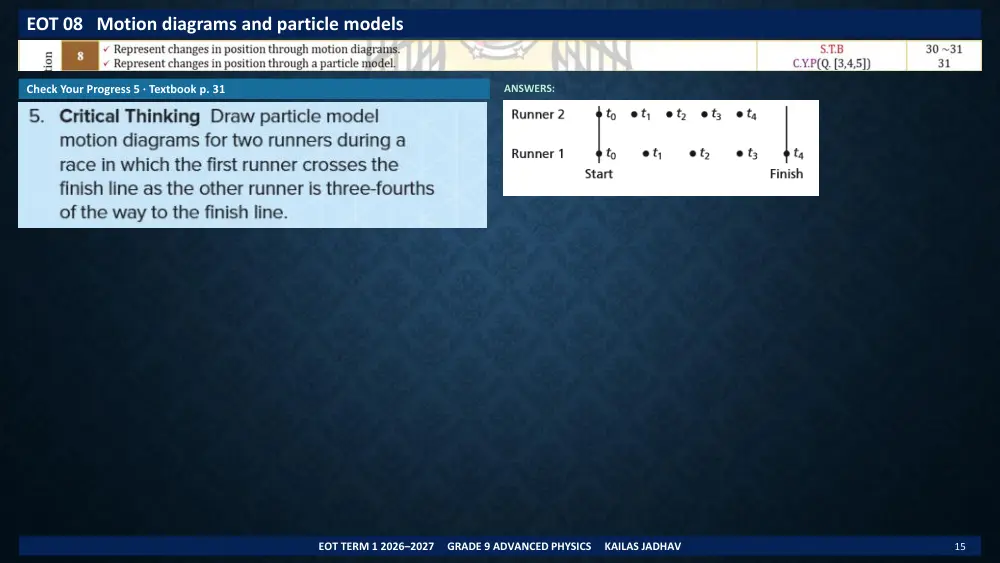 EOT 08 Motion diagrams and particle models
tion
8
✓ Represent changes in position through motion diagrams.
✓ Represent changes in position through a particle model.
S.T.B
C.Y.P(Q. [3,4,5])
30 ~31
31
Check Your Progress 5 · Textbook p. 31
5. Critical Thinking Draw particle model
motion diagrams for two runners during a
race in which the first runner crosses the
finish line as the other runner is three-fourths
of the way to the finish line.
ANSWERS:
Runner 2 t0 t1 t2 t3 t4
Runner 1 t0 t1 t2 t3 t4
Start Finish
EOT TERM 1 2026–2027 GRADE 9 ADVANCED PHYSICS KAILAS JADHAV
15